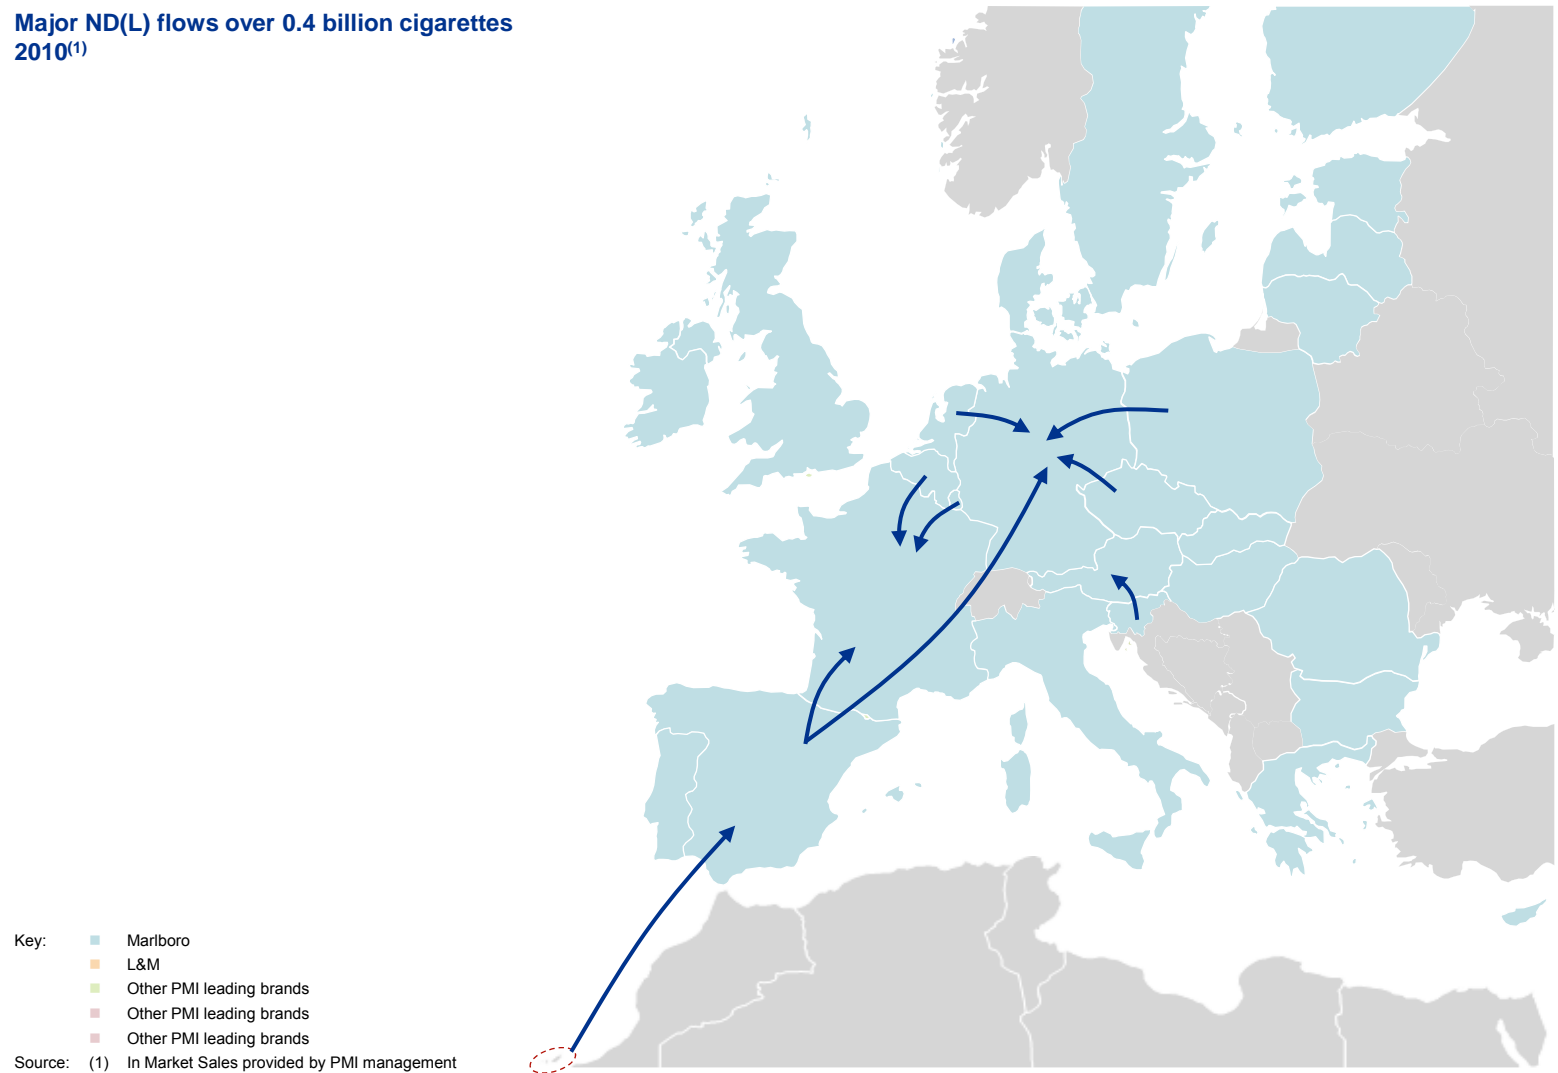 Major ND(L) flows over 0.4 billion cigarettes
2010(1)
Key:
Marlboro
L&M
Other PMI leading brands
Other PMI leading brands
Other PMI leading brands
Source: (1) In Market Sales provided by PMI management